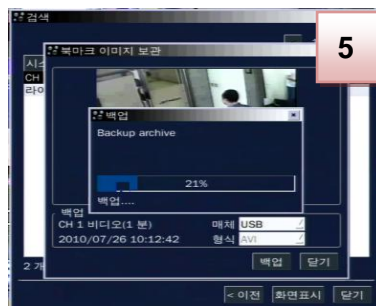 검색
5
북마크 이미지 보관
시스
CH
라이
백업
Backup archive
21%
백업....
백업
CH 1 비디오(1 분) 매체 USB
2010/07/26 10:12:42 형식 AVI
2 개
백업 닫기
< 이전 화면표시 닫기